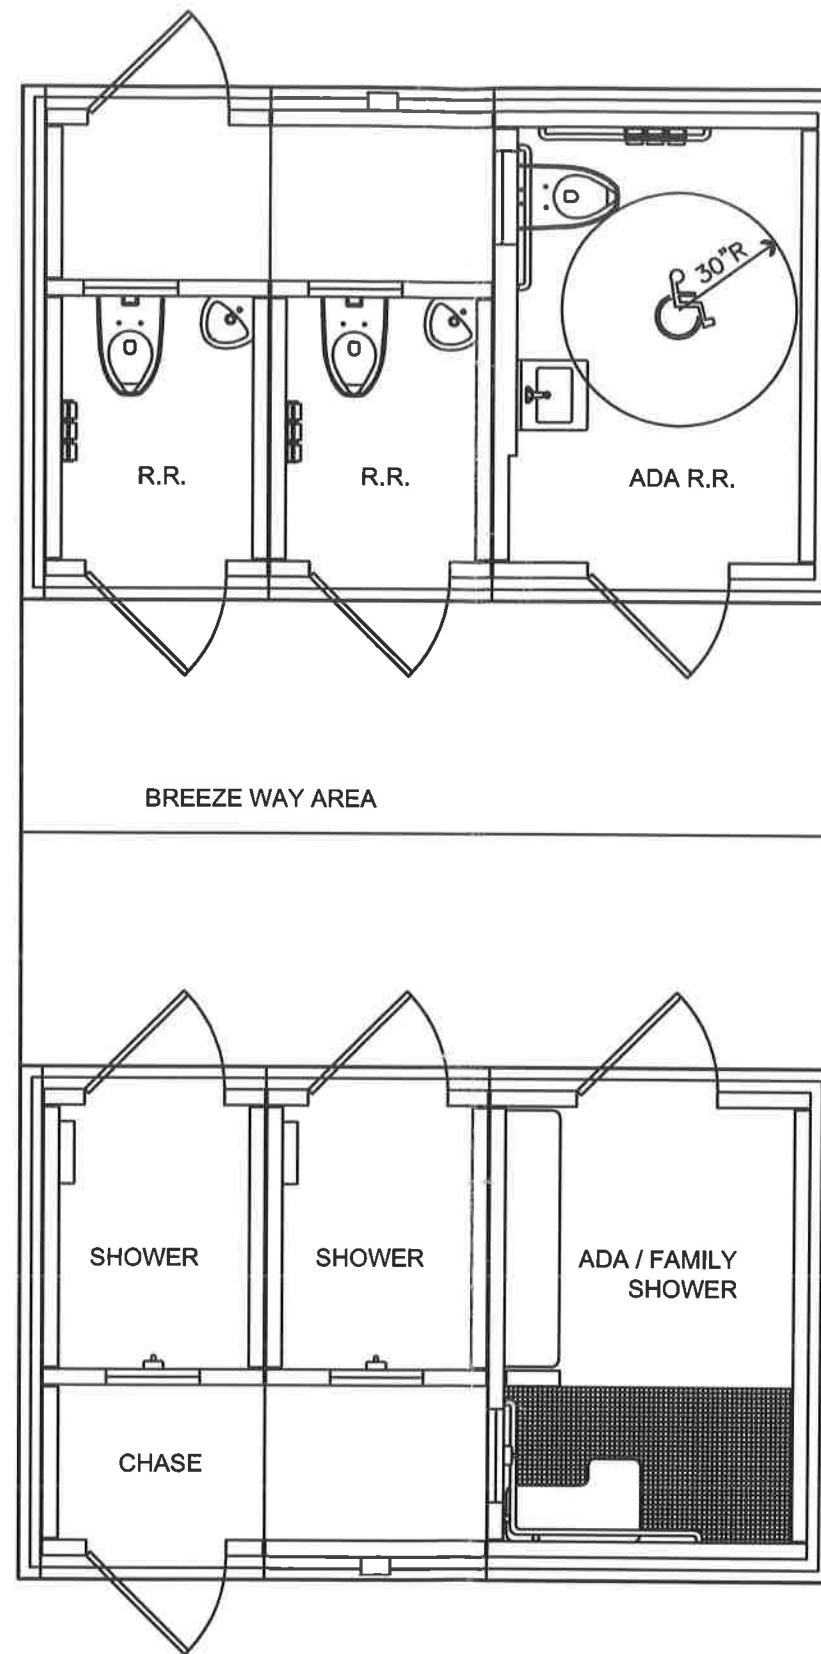 30"R
R.R.
R.R.
ADA R.R.
BREEZE WAY AREA
SHOWER
SHOWER
ADA / FAMILY
SHOWER
CHASE